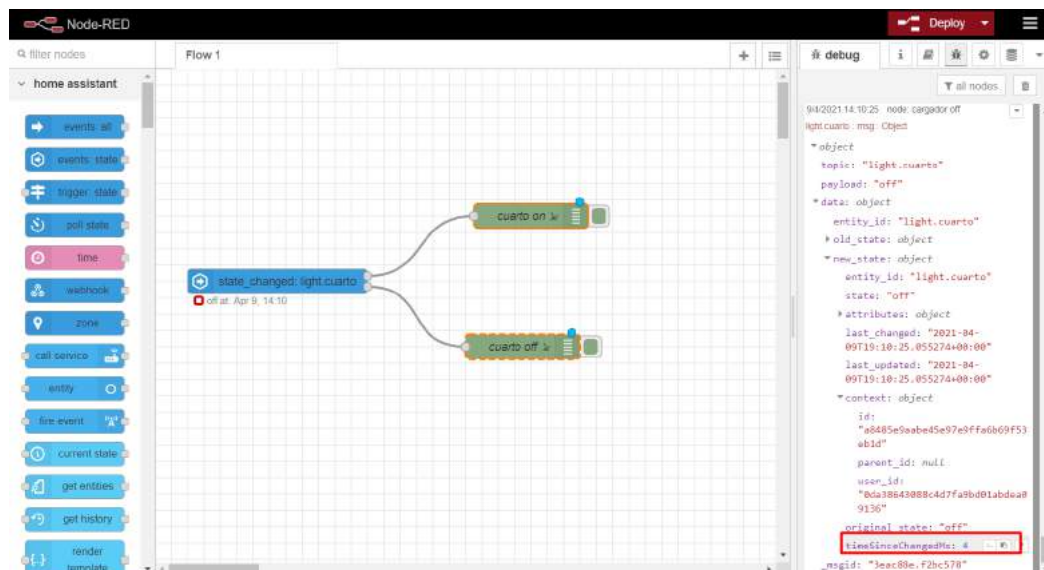 Node-RED
Deploy
filter nodes
Flow 1
debug
i
home assistant
all nodes
events: all
events: state
trigger: state
poll state
time
webhook
zone
call service
entity
fire event
current state
get entities
get history
render
template
cuarto on
state_changed: light.cuarto
off at: Apr 9, 14:10
cuarto off
9/4/2021 14:10:25 node: cargador off
light.cuarto : msg : Object
object
topic: "light.cuarto"
payload: "off"
data: object
entity_id: "light.cuarto"
old_state: object
new_state: object
entity_id: "light.cuarto"
state: "off"
attributes: object
last_changed: "2021-04-
09T19:10:25.055274+00:00"
last_updated: "2021-04-
09T19:10:25.055274+00:00"
context: object
id:
parent_id: null
user_id:
9136"
original_state: "off"
timeSinceChangedMs: 4
_msgid: "3eac80e.f2bc578"